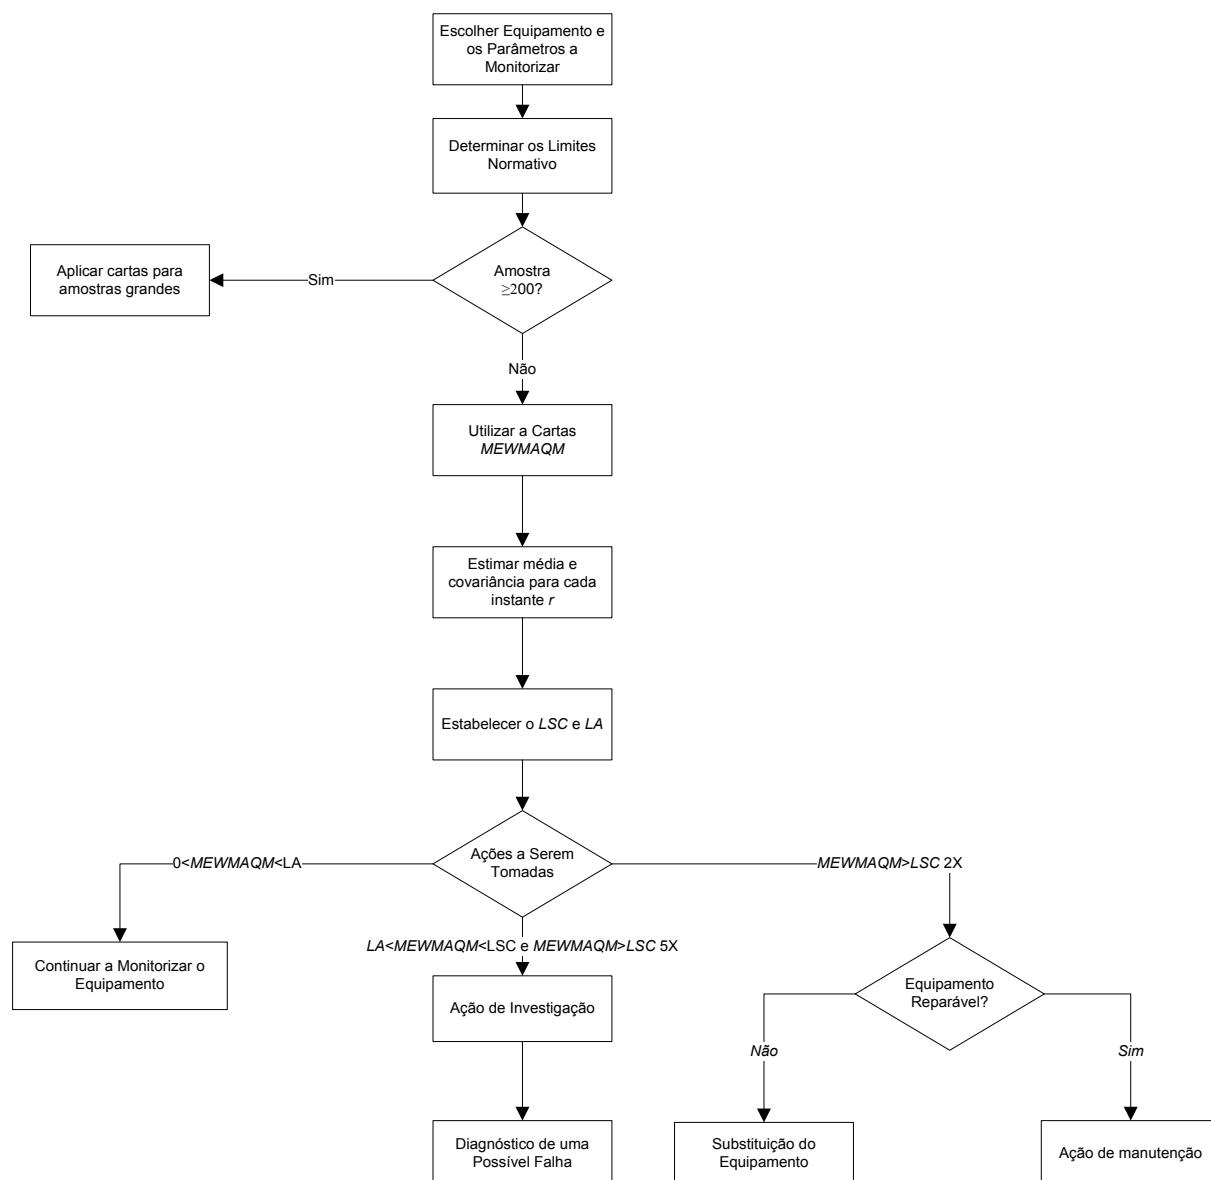 Escolher Equipamento e
os Parâmetros a
Monitorizar
Determinar os Limites
Normativo
Amostra
≥200?
Sim
Aplicar cartas para
amostras grandes
Não
Utilizar a Cartas
MEWMAQM
Estimar média e
covariância para cada
instante r
Estabelecer o LSC e LA
Ações a Serem
Tomadas
0<MEWMAQM<LA
MEWMAQM>LSC 2X
LA<MEWMAQM<LSC e MEWMAQM>LSC 5X
Continuar a Monitorizar o
Equipamento
Ação de Investigação
Equipamento
Reparável?
Não
Sim
Diagnóstico de uma
Possível Falha
Substituição do
Equipamento
Ação de manutenção